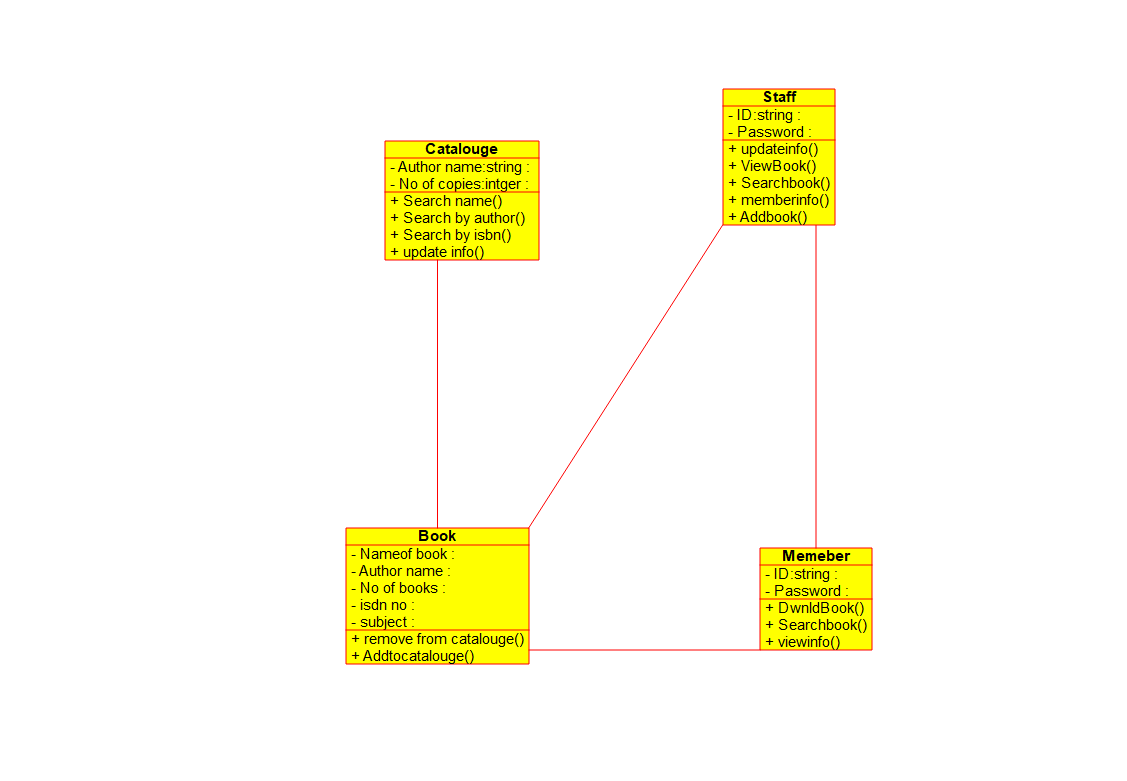 Staff
- ID:string :
- Password :
+ updateinfo()
+ ViewBook()
+ Searchbook()
+ memberinfo()
+ Addbook()
Catalouge
- Author name:string :
- No of copies:intger :
+ Search name()
+ Search by author()
+ Search by isbn()
+ update info()
Book
- Nameof book :
- Author name :
- No of books :
- isdn no :
- subject :
+ remove from catalouge()
+ Addtocatalouge()
Memeber
- ID:string :
- Password :
+ DwnldBook()
+ Searchbook()
+ viewinfo()